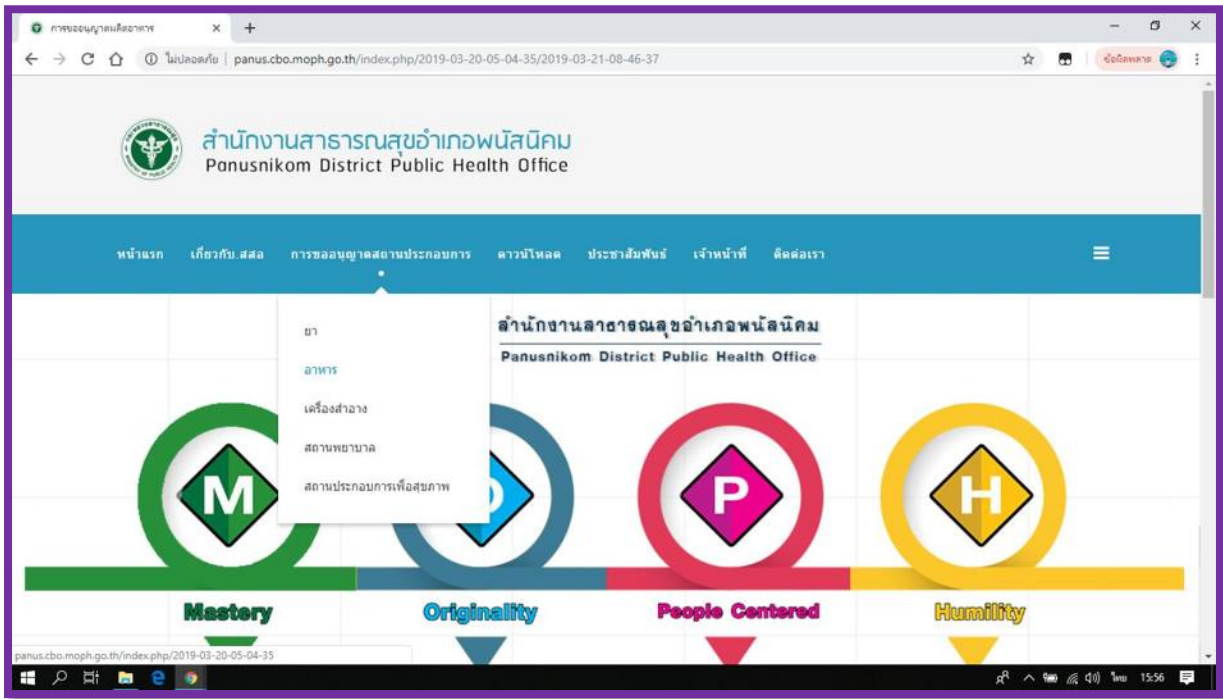 การขออนุญาตผลิตอาหาร
ไม่ปลอดภัย | panus.cbo.moph.go.th/index.php/2019-03-20-05-04-35/2019-03-21-08-46-37
ข้อผิดพลาด
สำนักงานสาธารณสุขอำเภอพนัสนิคม
Panusnikom District Public Health Office
หน้าแรก เกี่ยวกับ.สสอ การขออนุญาตสถานประกอบการ ดาวน์โหลด ประชาสัมพันธ์ เจ้าหน้าที่ ติดต่อเรา
ยา
อาหาร
เครื่องสำอาง
สถานพยาบาล
สถานประกอบการเพื่อสุขภาพ
สำนักงานสาธารณสุขอำเภอพนัสนิคม
Panusnikom District Public Health Office
M P H
Mastery Originality People Centered Humility
panus.cbo.moph.go.th/index.php/2019-03-20-05-04-35
ไทย 15:56